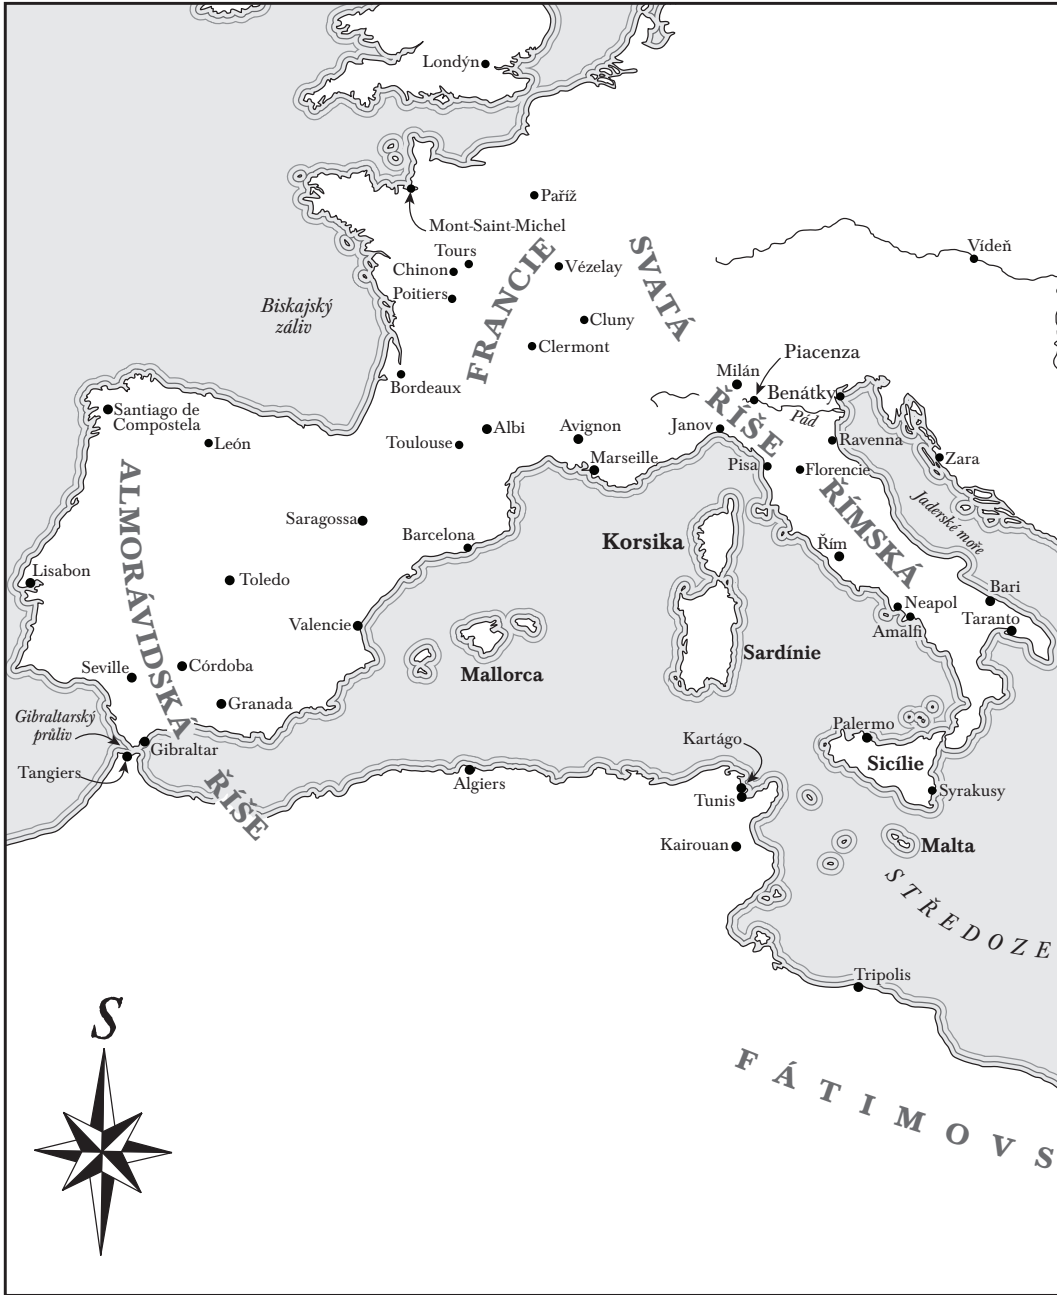 Londýn
Paříž
Mont-Saint-Michel
Tours
Chinon
Poitiers
Vézelay
Vídeň
FRANCIE
SVATÁ
Biskajský
záliv
Cluny
Clermont
Bordeaux
Piacenza
Milán
Benátky
ŘÍŠE
Pád
Santiago de
Compostela
León
Toulouse
Albi
Avignon
Marseille
Janov
Pisa
Ravenna
Florencie
Zara
ALMORÁVIDSKÁ
ŘÍMSKÁ
Jaderské moře
Saragossa
Barcelona
Korsika
Řím
Lisabon
Toledo
Bari
Neapol
Amalfi
Taranto
Valencie
Seville
Córdoba
Mallorca
Sardínie
Granada
Gibraltarský
průliv
Gibraltar
Tangiers
ŘÍŠE
Algiers
Kartágo
Tunis
Palermo
Sicílie
Syrakusy
Kairouan
Malta
STŘEDOZE
Tripolis
S
FÁTIMOVS